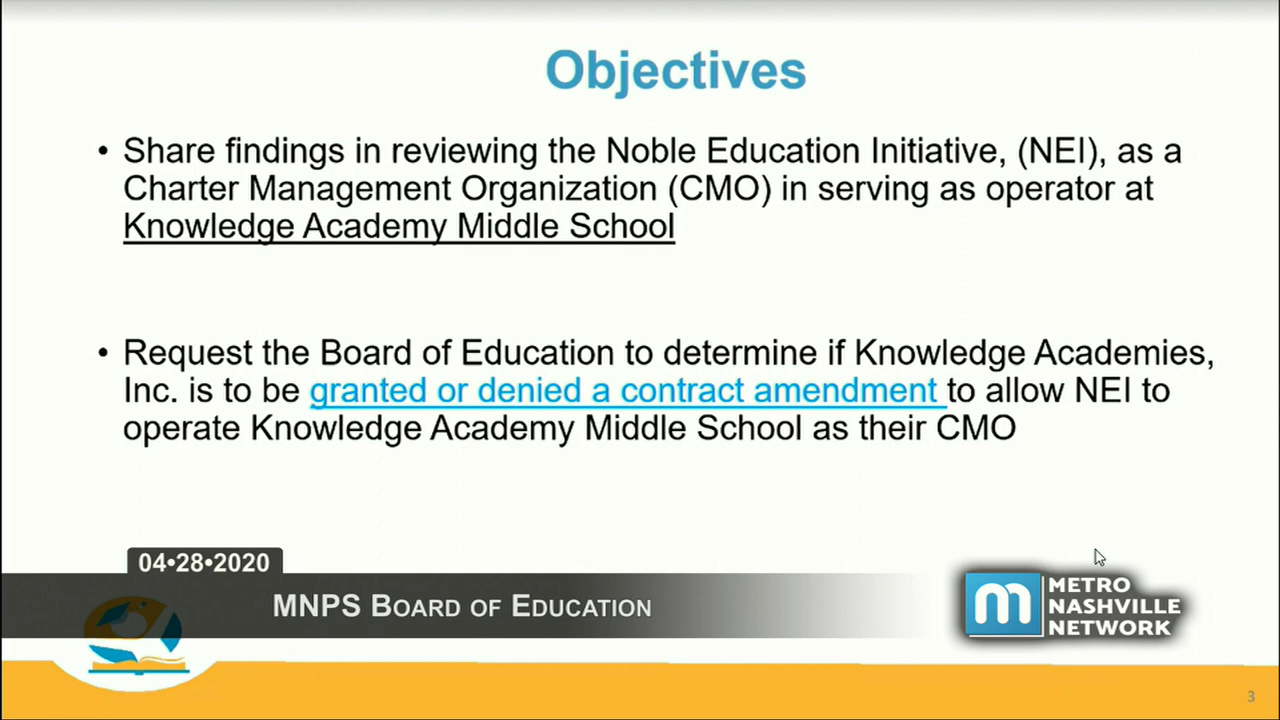 Objectives
• Share findings in reviewing the Noble Education Initiative, (NEI), as a
Charter Management Organization (CMO) in serving as operator at
Knowledge Academy Middle School
• Request the Board of Education to determine if Knowledge Academies,
Inc. is to be granted or denied a contract amendment to allow NEI to
operate Knowledge Academy Middle School as their CMO
04•28•2020
MNPS BOARD OF EDUCATION
m METRO
NASHVILLE
NETWORK
3